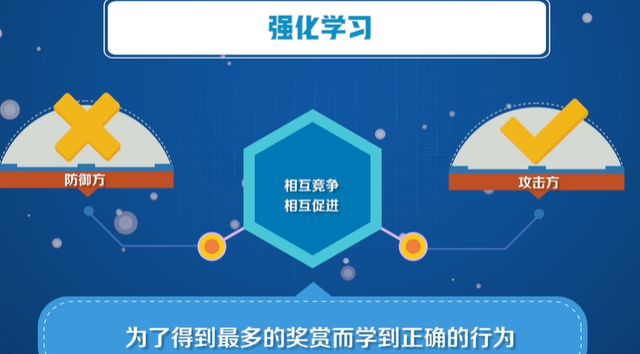 强化学习
防御方
攻击方
相互竞争
相互促进
为了得到最多的奖赏而学到正确的行为